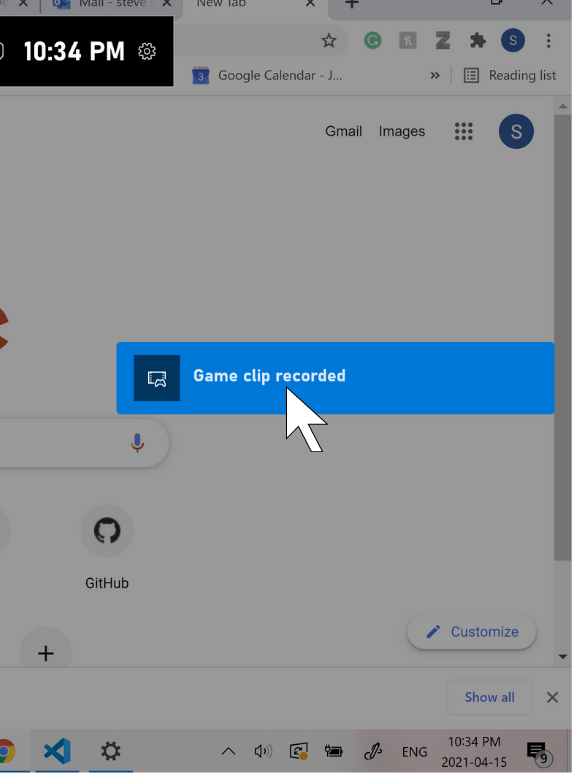 Mail - steve
New Tab
10:34 PM
S
3
Google Calendar - J...
»
Reading list
Gmail
Images
S
Game clip recorded
GitHub
Customize
Show all
ENG
10:34 PM
2021-04-15
9